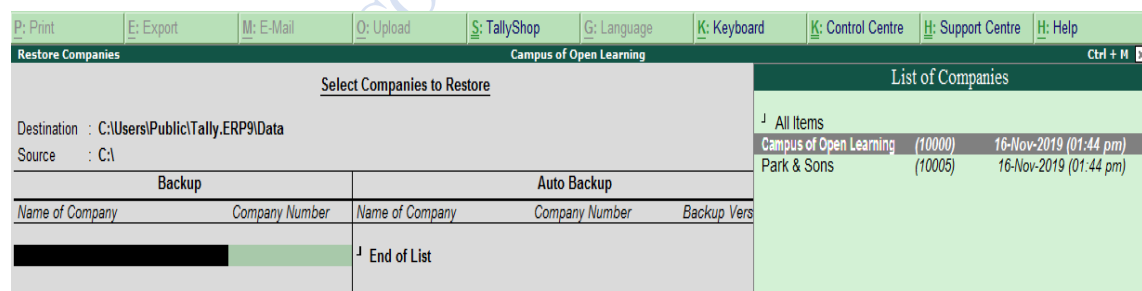 P: Print E: Export M: E-Mail O: Upload S: TallyShop G: Language K: Keyboard K: Control Centre H: Support Centre H: Help
Restore Companies Campus of Open Learning Ctrl + M
Select Companies to Restore
Destination : C:\Users\Public\Tally.ERP9\Data
Source : C:\
Backup Auto Backup
Name of Company Company Number Name of Company Company Number Backup Vers
End of List
List of Companies
All Items
Campus of Open Learning (10000) 16-Nov-2019 (01:44 pm)
Park & Sons (10005) 16-Nov-2019 (01:44 pm)